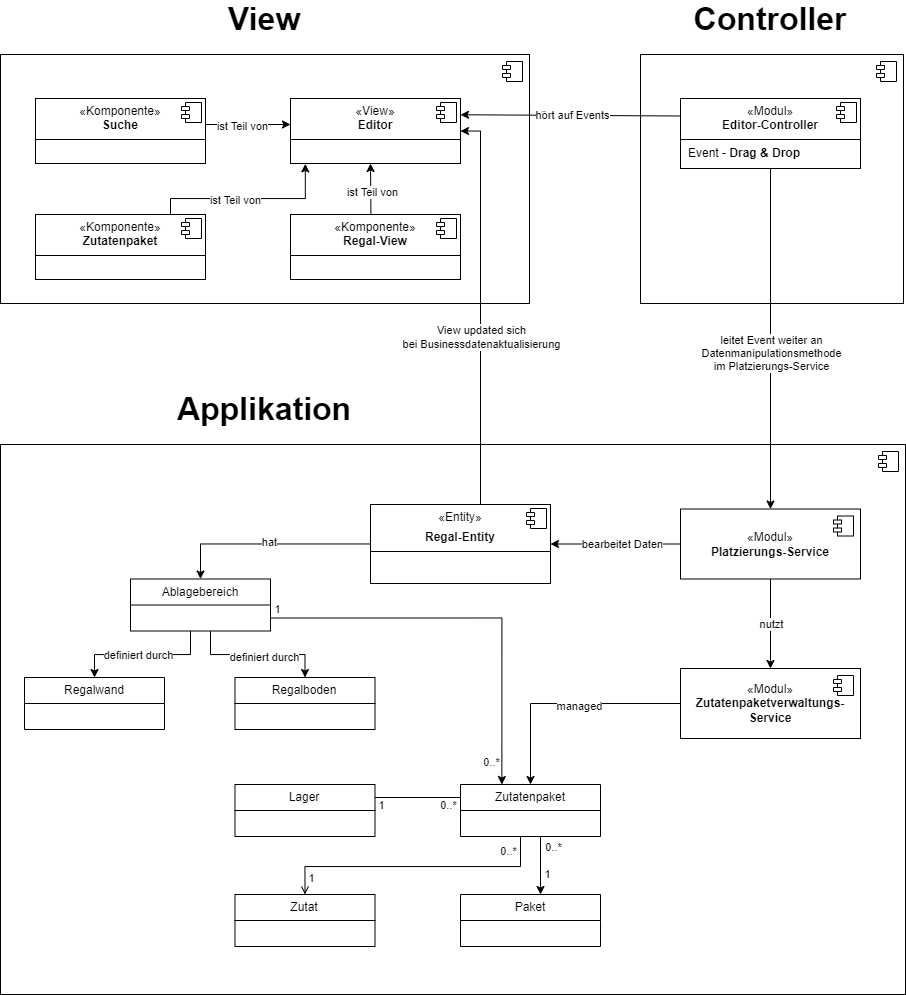 View
Controller
«Komponente»
Suche
ist Teil von
«View»
Editor
hört auf Events
«Modul»
Editor-Controller
Event - Drag & Drop
ist Teil von
ist Teil von
«Komponente»
Zutatenpaket
«Komponente»
Regal-View
View updated sich
bei Businessdatenaktualisierung
leitet Event weiter an
Datenmanipulationsmethode
im Platzierungs-Service
Applikation
«Entity»
Regal-Entity
«Modul»
Platzierungs-Service
hat
bearbeitet Daten
Ablagebereich
1
nutzt
definiert durch
definiert durch
Regalwand
Regalboden
«Modul»
Zutatenpaketverwaltungs-
Service
managed
0..*
Lager
1
0..*
Zutatenpaket
0..*
0..*
1
1
Zutat
Paket